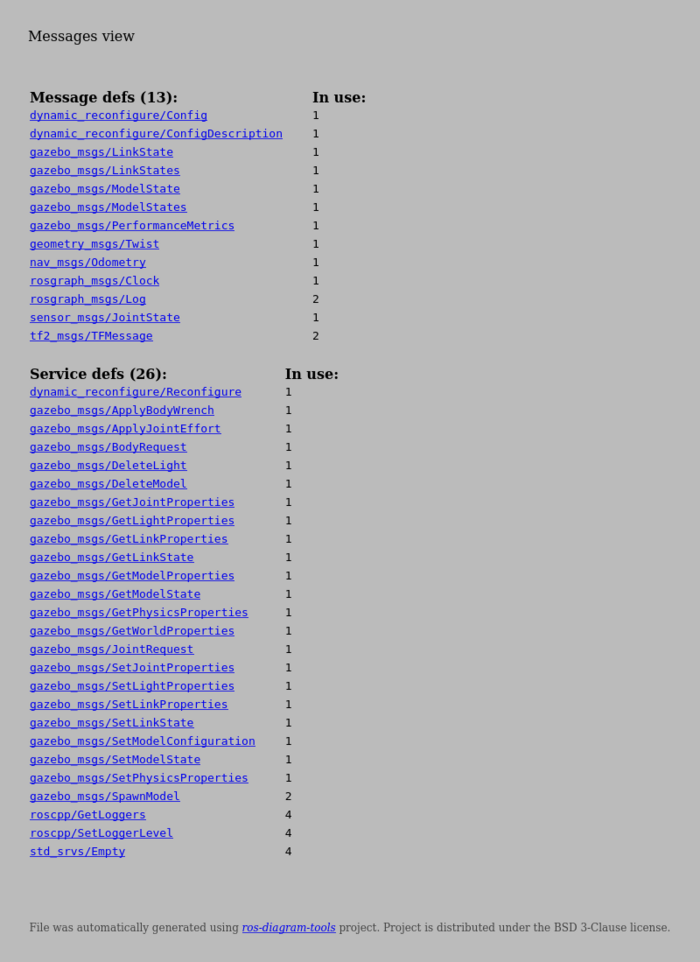 Messages view
Message defs (13): In use:
dynamic_reconfigure/Config 1
dynamic_reconfigure/ConfigDescription 1
gazebo_msgs/LinkState 1
gazebo_msgs/LinkStates 1
gazebo_msgs/ModelState 1
gazebo_msgs/ModelStates 1
gazebo_msgs/PerformanceMetrics 1
geometry_msgs/Twist 1
nav_msgs/Odometry 1
rosgraph_msgs/Clock 1
rosgraph_msgs/Log 2
sensor_msgs/JointState 1
tf2_msgs/TFMessage 2
Service defs (26): In use:
dynamic_reconfigure/Reconfigure 1
gazebo_msgs/ApplyBodyWrench 1
gazebo_msgs/ApplyJointEffort 1
gazebo_msgs/BodyRequest 1
gazebo_msgs/DeleteLight 1
gazebo_msgs/DeleteModel 1
gazebo_msgs/GetJointProperties 1
gazebo_msgs/GetLightProperties 1
gazebo_msgs/GetLinkProperties 1
gazebo_msgs/GetLinkState 1
gazebo_msgs/GetModelProperties 1
gazebo_msgs/GetModelState 1
gazebo_msgs/GetPhysicsProperties 1
gazebo_msgs/GetWorldProperties 1
gazebo_msgs/JointRequest 1
gazebo_msgs/SetJointProperties 1
gazebo_msgs/SetLightProperties 1
gazebo_msgs/SetLinkProperties 1
gazebo_msgs/SetLinkState 1
gazebo_msgs/SetModelConfiguration 1
gazebo_msgs/SetModelState 1
gazebo_msgs/SetPhysicsProperties 1
gazebo_msgs/SpawnModel 2
roscpp/GetLoggers 4
roscpp/SetLoggerLevel 4
std_srvs/Empty 4
File was automatically generated using ros-diagram-tools project. Project is distributed under the BSD 3-Clause license.